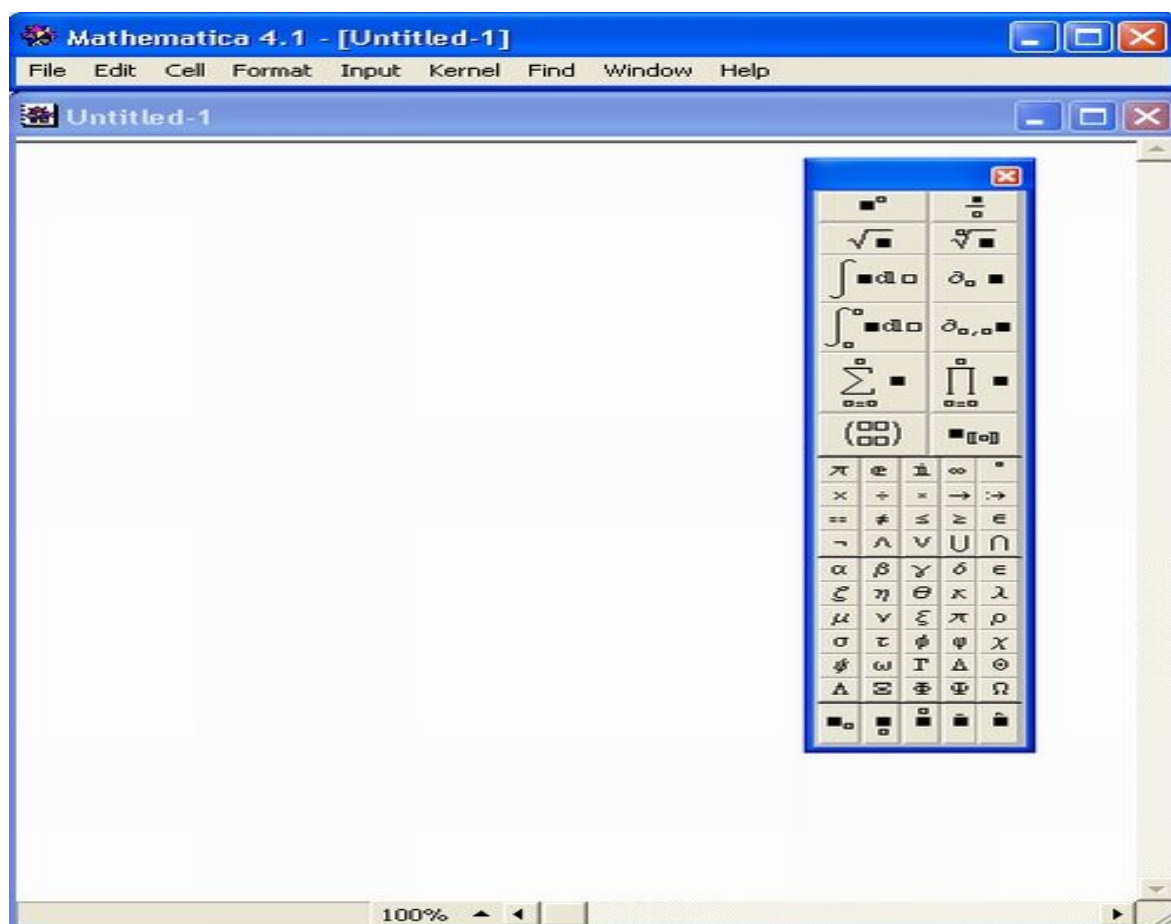 Mathematica 4.1 - [Untitled-1]
File Edit Cell Format Input Kernel Find Window Help
Untitled-1
■▫ ■/▫
√■ ▫√■
∫■ⅆ▫ ∂▫ ■
∫▫▫■ⅆ▫ ∂▫,▫■
∑ ▫ ▫=▫ ■ ∏ ▫ ▫=▫ ■
(▫▫ ▫▫) ■⟦▫⟧
π ⅇ ⅈ ∞ °
× ÷ × → :→
== ≠ ≤ ≥ ∈
¬ ∧ ∨ ∪ ∩
α β γ δ ϵ
ζ η θ κ λ
μ ν ξ π ρ
σ τ ϕ φ χ
ψ ω Γ Δ Θ
Λ Ξ Φ Ψ Ω
100%